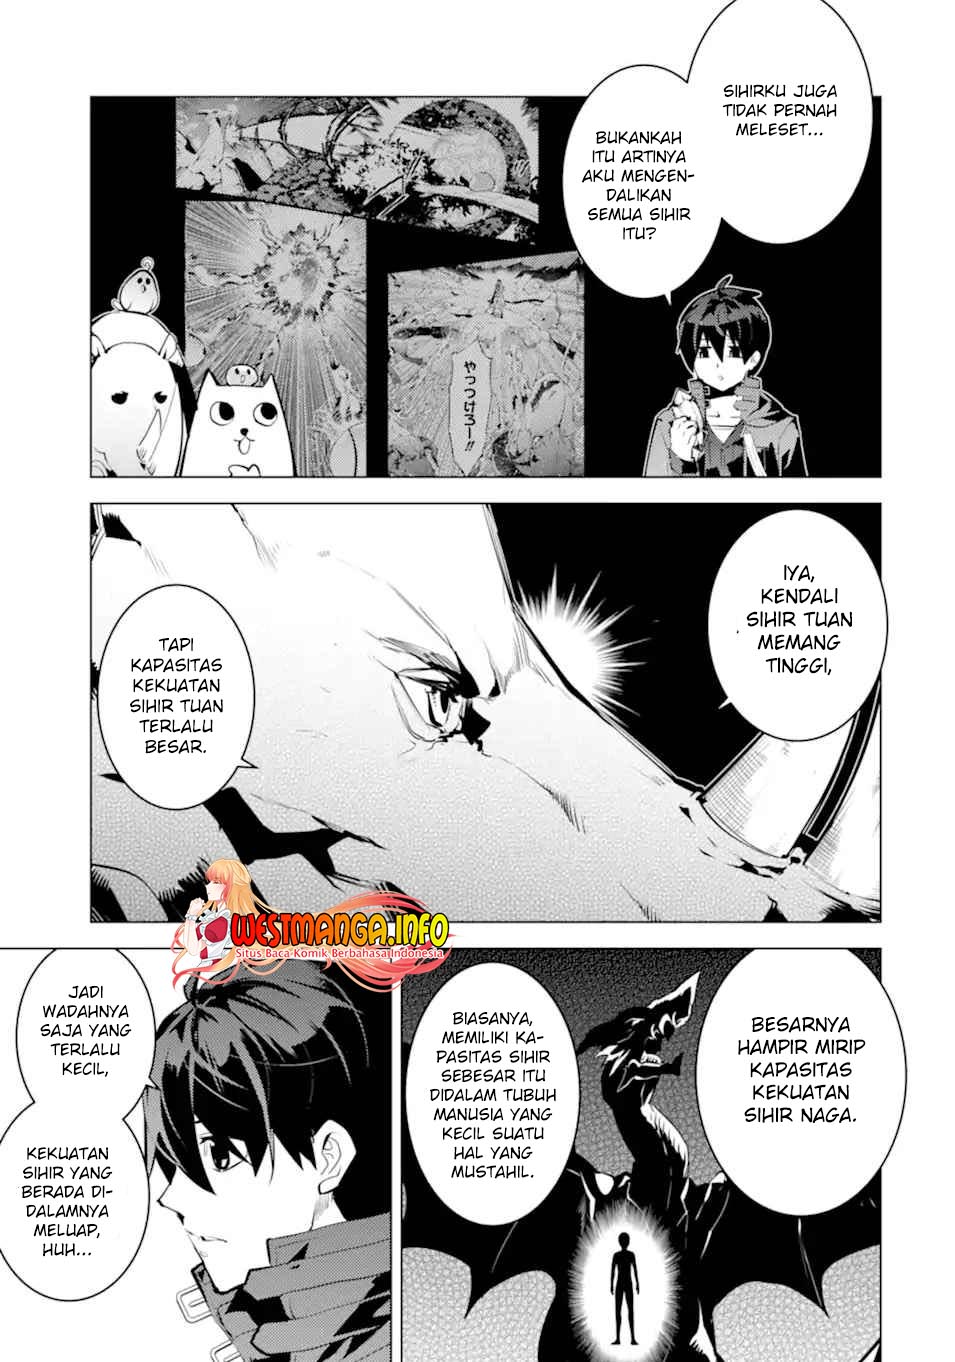 SIHIRKU JUGA
TIDAK PERNAH
MELESET...
BUKANKAH
ITU ARTINYA
AKU MENGEN-
DALIKAN
SEMUA SIHIR
ITU?
やっつけろー!!
IYA,
KENDALI
SIHIR TUAN
MEMANG
TINGGI,
TAPI
KAPASITAS
KEKUATAN
SIHIR TUAN
TERLALU
BESAR.
WESTMANGA.INFO
Situs Baca Komik Berbahasa Indonesia
BESARNYA
HAMPIR MIRIP
KAPASITAS
KEKUATAN
SIHIR NAGA.
BIASANYA,
MEMILIKI KA-
PASITAS SIHIR
SEBESAR ITU
DIDALAM TUBUH
MANUSIA YANG
KECIL SUATU
HAL YANG
MUSTAHIL.
JADI
WADAHNYA
SAJA YANG
TERLALU
KECIL,
KEKUATAN
SIHIR YANG
BERADA DI-
DALAMNYA
MELUAP,
HUH...